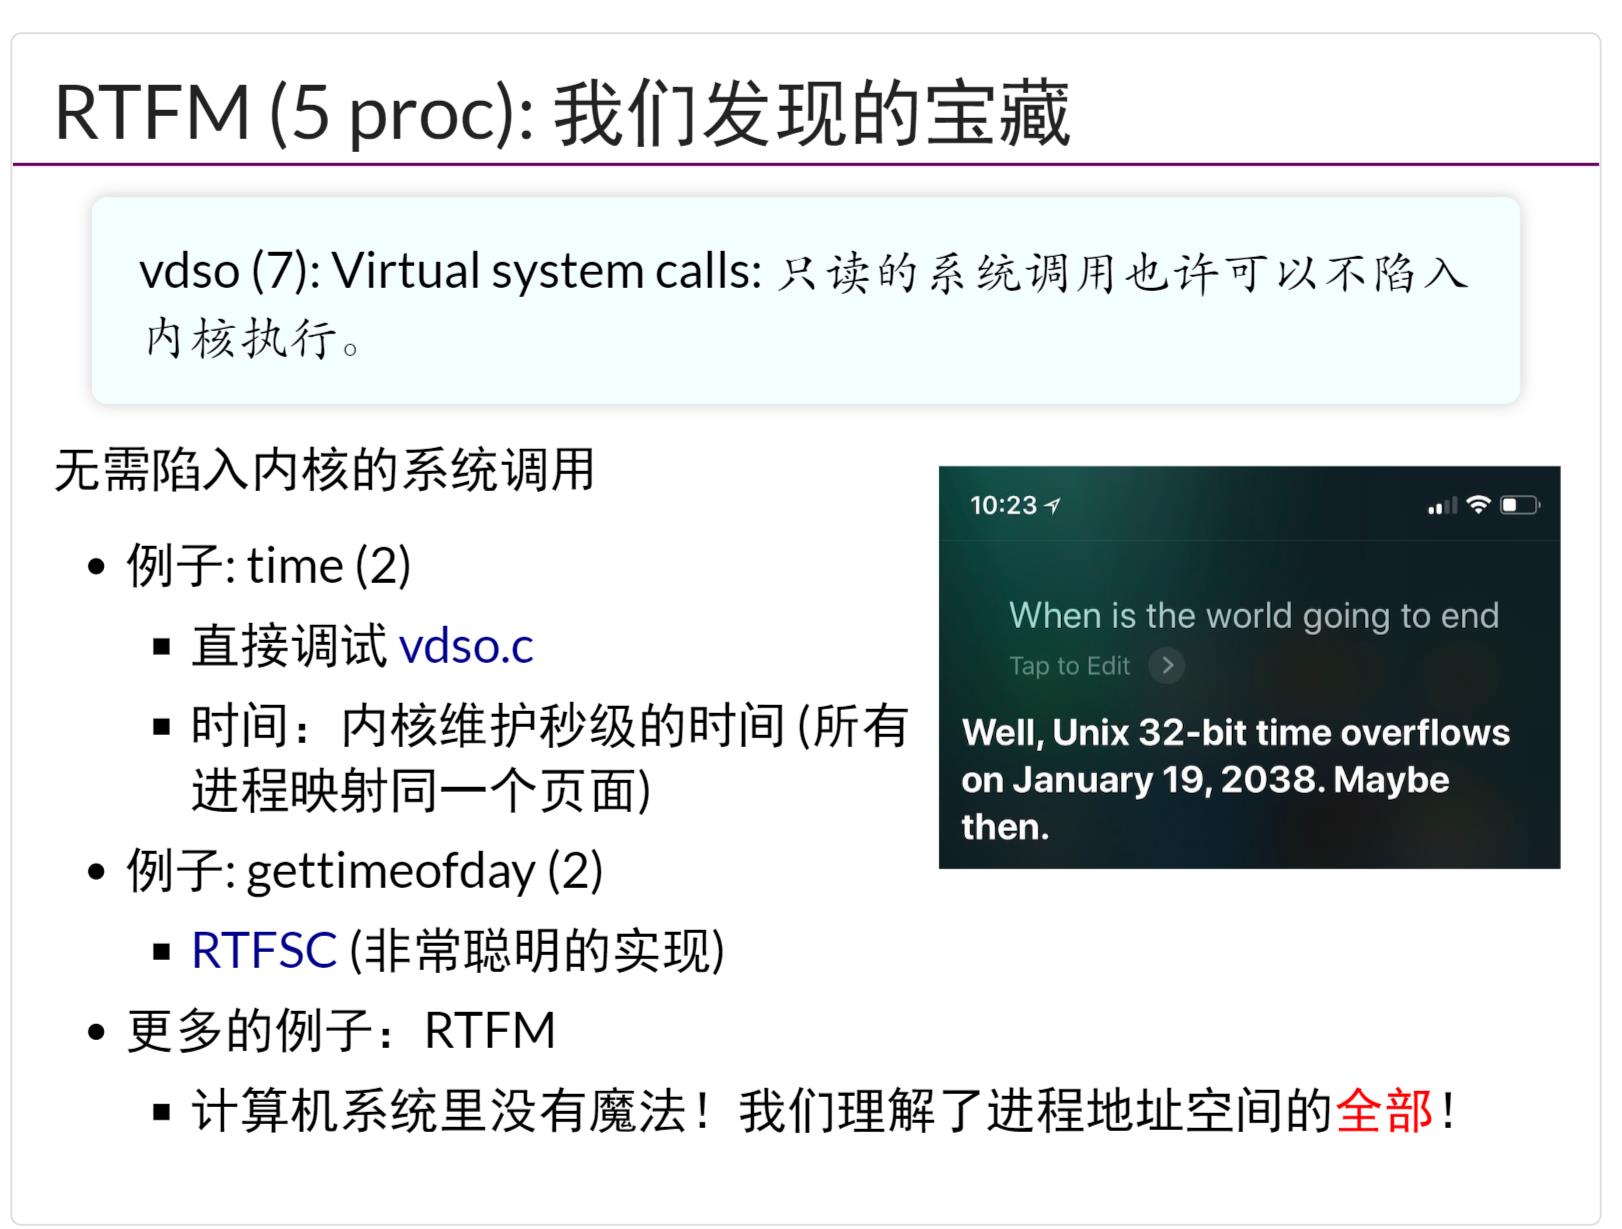 RTFM (5 proc): 我们发现的宝藏
vdso (7): Virtual system calls: 只读的系统调用也许可以不陷入
内核执行。
无需陷入内核的系统调用
• 例子: time (2)
▪ 直接调试 vdso.c
▪ 时间：内核维护秒级的时间 (所有
进程映射同一个页面)
• 例子: gettimeofday (2)
▪ RTFSC (非常聪明的实现)
• 更多的例子：RTFM
▪ 计算机系统里没有魔法！我们理解了进程地址空间的全部！
10:23
When is the world going to end
Tap to Edit
Well, Unix 32-bit time overflows
on January 19, 2038. Maybe
then.